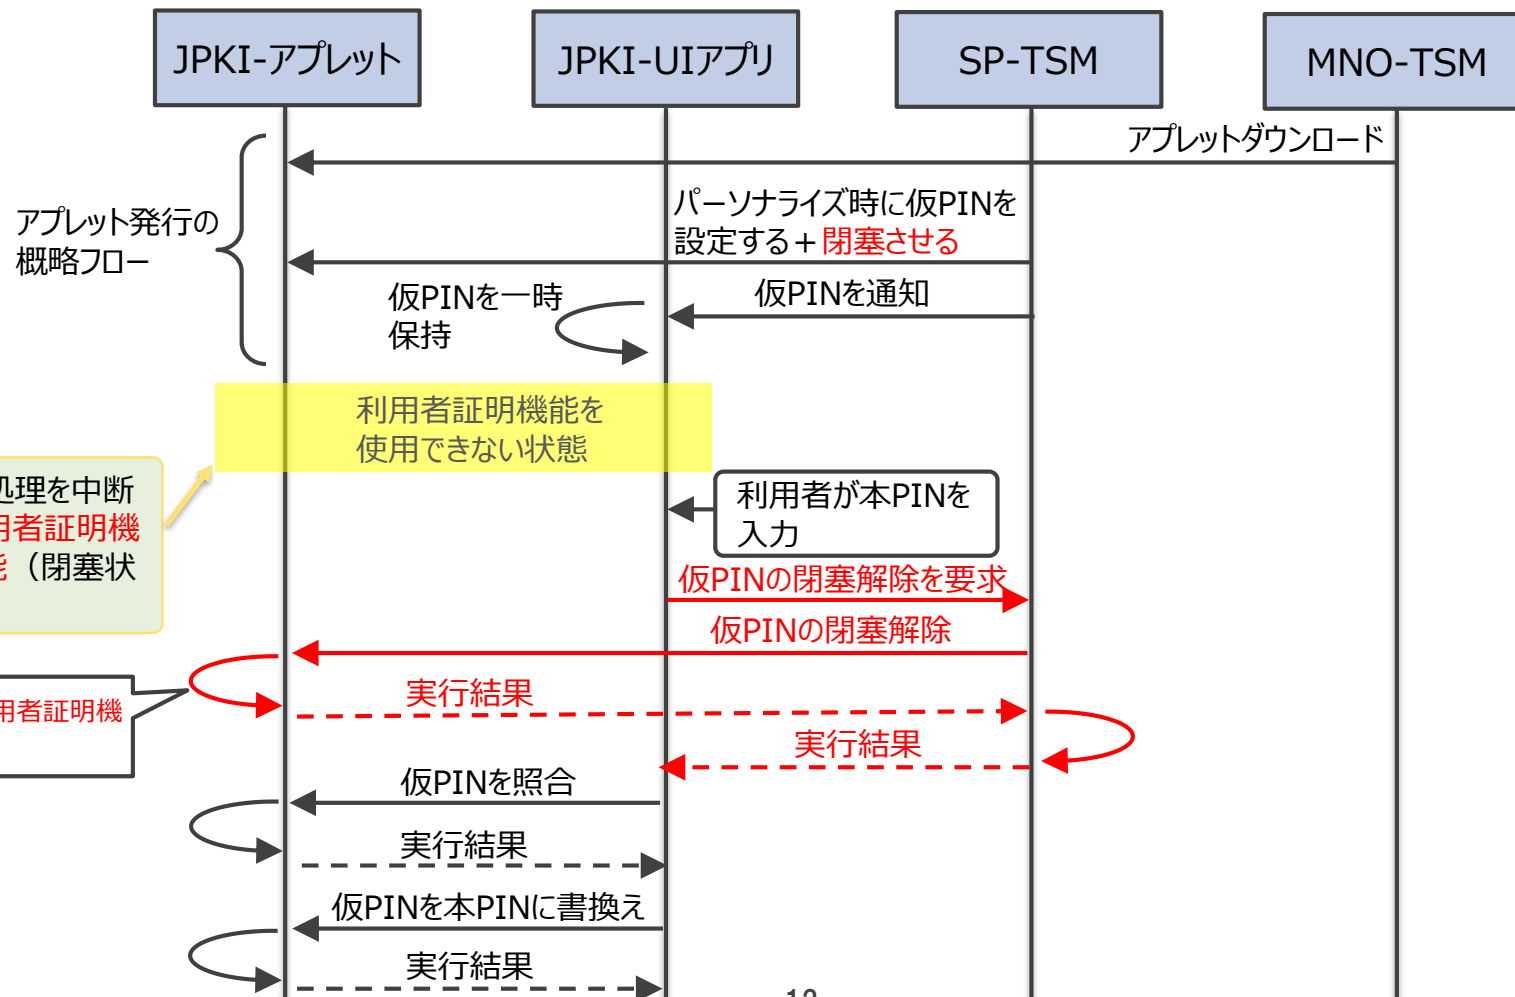 JPKI-アプレット
JPKI-UIアプリ
SP-TSM
MNO-TSM
アプレットダウンロード
アプレット発行の
概略フロー
パーソナライズ時に仮PINを
設定する＋閉塞させる
仮PINを通知
仮PINを一時
保持
利用者証明機能を
使用できない状態
処理を中断
用者証明機
能（閉塞状
利用者が本PINを
入力
仮PINの閉塞解除を要求
仮PINの閉塞解除
用者証明機
実行結果
実行結果
仮PINを照合
実行結果
仮PINを本PINに書換え
実行結果